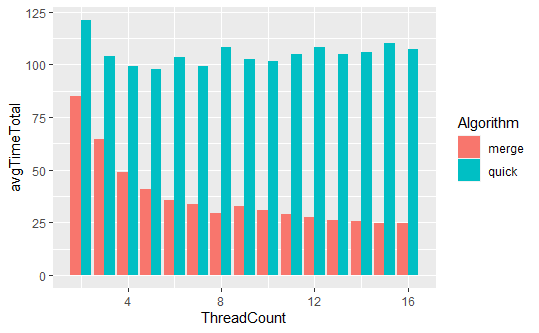 125
100
75
50
25
0
avgTimeTotal
4 8 12 16
ThreadCount
Algorithm
merge
quick